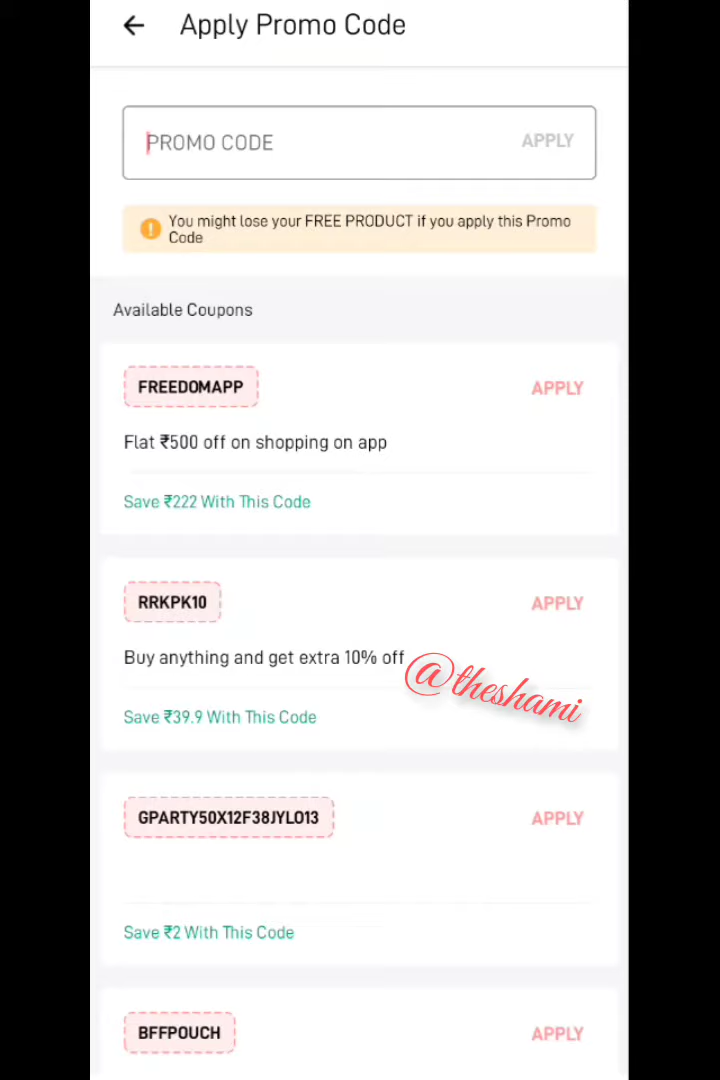 Apply Promo Code
PROMO CODE
APPLY
You might lose your FREE PRODUCT if you apply this Promo
Code
Available Coupons
FREEDOMAPP
APPLY
Flat ₹500 off on shopping on app
Save ₹222 With This Code
RRKPK10
APPLY
Buy anything and get extra 10% off
@theshami
Save ₹39.9 With This Code
GPARTY50X12F38JYLO13
APPLY
Save ₹2 With This Code
BFFPOUCH
APPLY